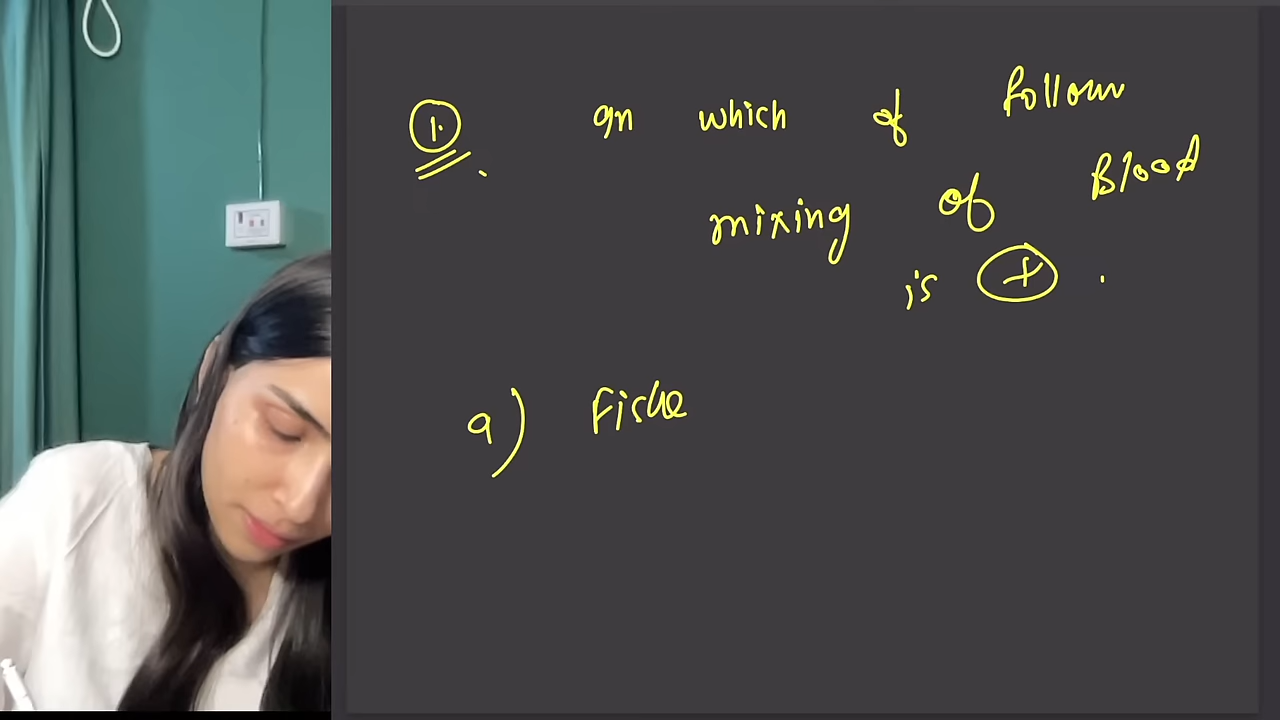 1. In which of follow
mixing of Blood
is +.
a) Fishe